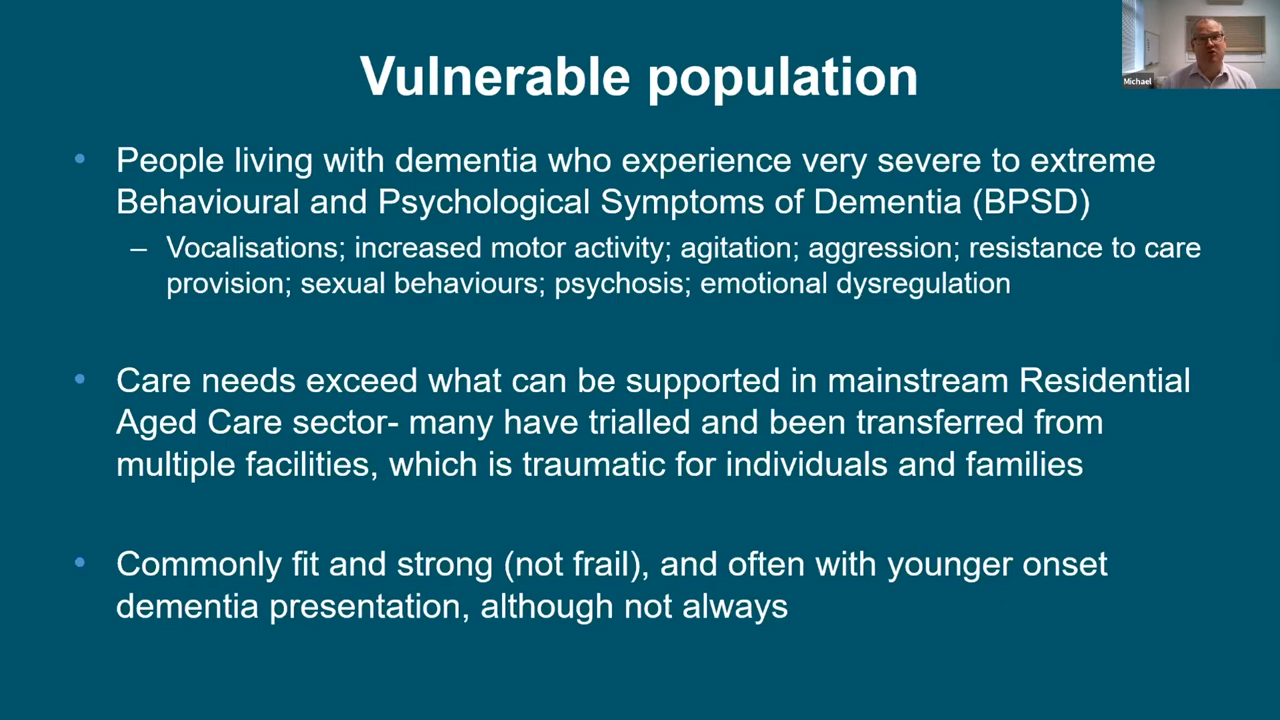 Vulnerable population
Michael
• People living with dementia who experience very severe to extreme
Behavioural and Psychological Symptoms of Dementia (BPSD)
– Vocalisations; increased motor activity; agitation; aggression; resistance to care
provision; sexual behaviours; psychosis; emotional dysregulation
• Care needs exceed what can be supported in mainstream Residential
Aged Care sector- many have trialled and been transferred from
multiple facilities, which is traumatic for individuals and families
• Commonly fit and strong (not frail), and often with younger onset
dementia presentation, although not always